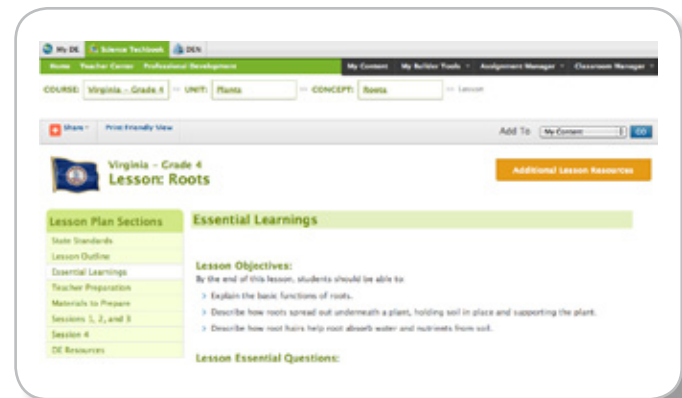 My DE Science Techbook DEN
Home Teacher Center Professional Development My Content My Builder Tools Assignment Manager Classroom Manager
COURSE: Virginia - Grade 4 UNIT: Plants CONCEPT: Roots Lesson
Share Print Friendly View Add To My Content GO
Virginia - Grade 4
Lesson: Roots
Additional Lesson Resources
Lesson Plan Sections
State Standards
Lesson Outline
Essential Learnings
Teacher Preparation
Materials to Prepare
Sessions 1, 2, and 3
Session 4
DE Resources
Essential Learnings
Lesson Objectives:
By the end of this lesson, students should be able to
> Explain the basic functions of roots.
> Describe how roots spread out underneath a plant, holding soil in place and supporting the plant.
> Describe how root hairs help root absorb water and nutrients from soil.
Lesson Essential Questions: